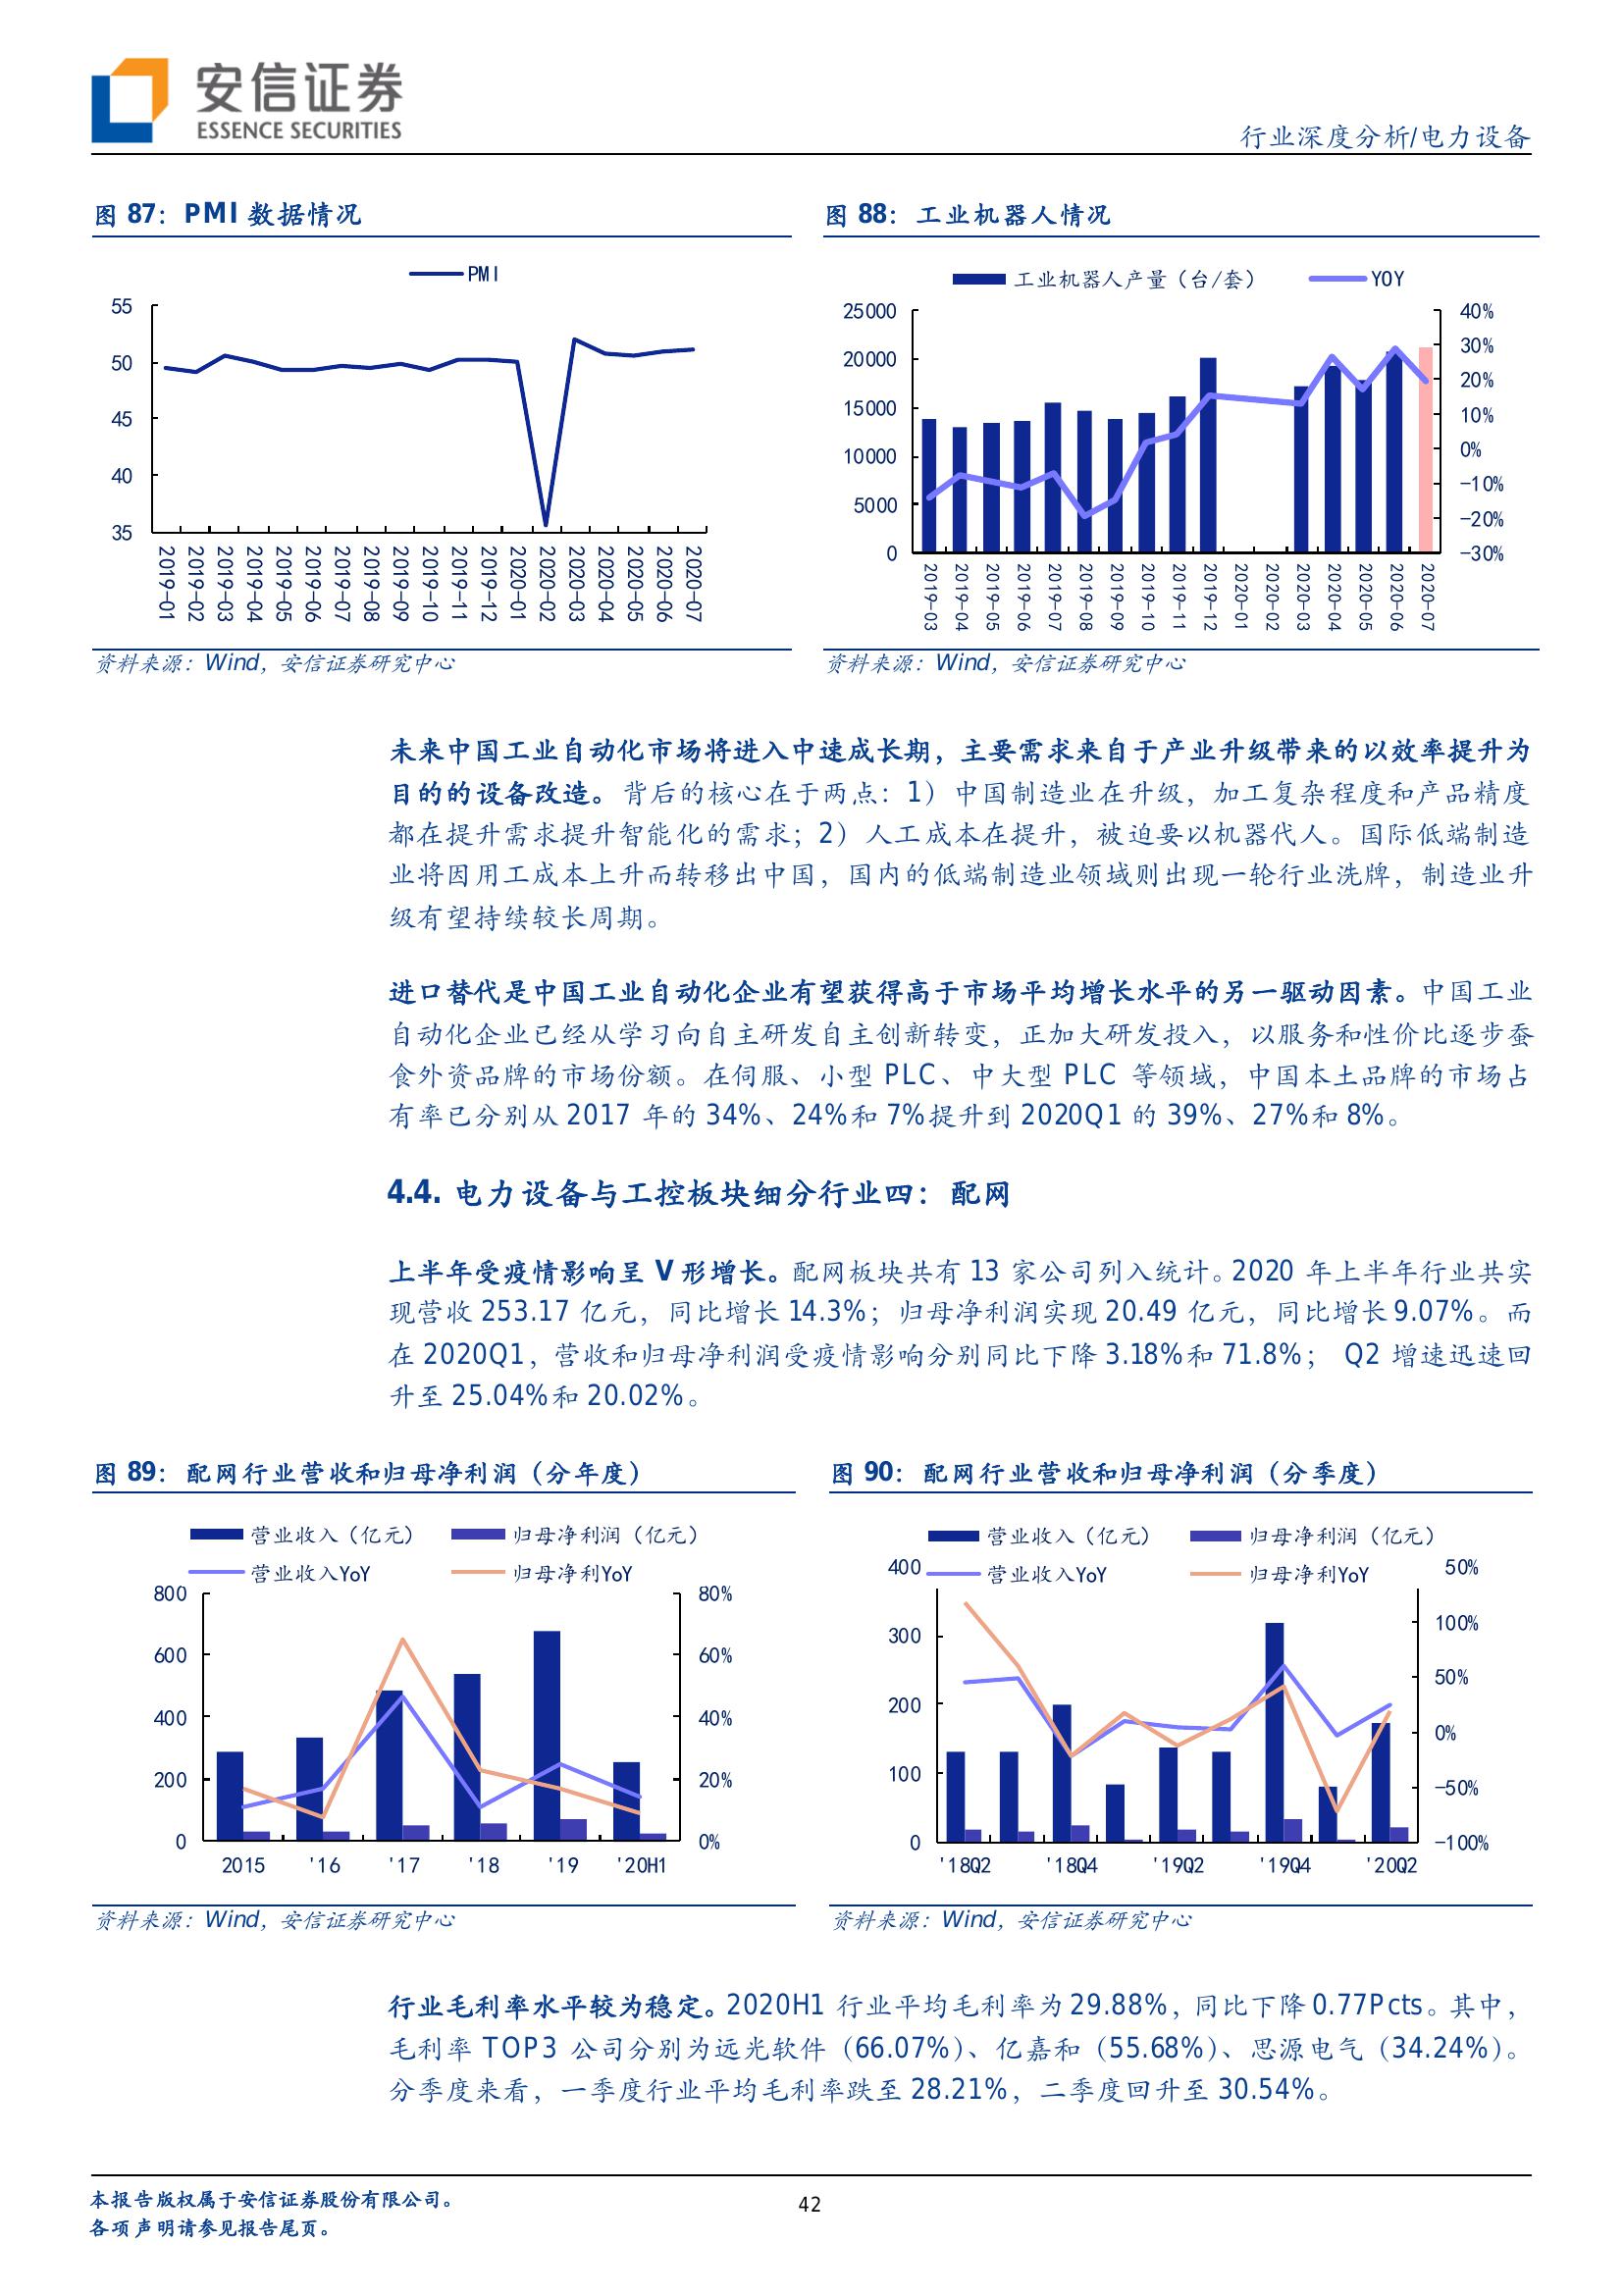 安信证券
ESSENCE SECURITIES
行业深度分析/电力设备
图 87：PMI 数据情况
PMI
55
50
45
40
35
2019-01
2019-02
2019-03
2019-04
2019-05
2019-06
2019-07
2019-08
2019-09
2019-10
2019-11
2019-12
2020-01
2020-02
2020-03
2020-04
2020-05
2020-06
2020-07
资料来源：Wind，安信证券研究中心
图 88：工业机器人情况
工业机器人产量（台/套）
YOY
25000
20000
15000
10000
5000
0
40%
30%
20%
10%
0%
-10%
-20%
-30%
2019-03
2019-04
2019-05
2019-06
2019-07
2019-08
2019-09
2019-10
2019-11
2019-12
2020-01
2020-02
2020-03
2020-04
2020-05
2020-06
2020-07
资料来源：Wind，安信证券研究中心
未来中国工业自动化市场将进入中速成长期，主要需求来自于产业升级带来的以效率提升为
目的的设备改造。背后的核心在于两点：1）中国制造业在升级，加工复杂程度和产品精度
都在提升需求提升智能化的需求；2）人工成本在提升，被迫要以机器代人。国际低端制造
业将因用工成本上升而转移出中国，国内的低端制造业领域则出现一轮行业洗牌，制造业升
级有望持续较长周期。
进口替代是中国工业自动化企业有望获得高于市场平均增长水平的另一驱动因素。中国工业
自动化企业已经从学习向自主研发自主创新转变，正加大研发投入，以服务和性价比逐步蚕
食外资品牌的市场份额。在伺服、小型 PLC、中大型 PLC 等领域，中国本土品牌的市场占
有率已分别从 2017 年的 34%、24%和 7%提升到 2020Q1 的 39%、27%和 8%。
4.4. 电力设备与工控板块细分行业四：配网
上半年受疫情影响呈 V 形增长。配网板块共有 13 家公司列入统计。2020 年上半年行业共实
现营收 253.17 亿元，同比增长 14.3%；归母净利润实现 20.49 亿元，同比增长 9.07%。而
在 2020Q1，营收和归母净利润受疫情影响分别同比下降 3.18%和 71.8%； Q2 增速迅速回
升至 25.04%和 20.02%。
图 89：配网行业营收和归母净利润（分年度）
营业收入（亿元）
归母净利润（亿元）
营业收入YoY
归母净利YoY
800
600
400
200
0
80%
60%
40%
20%
0%
2015
'16
'17
'18
'19
'20H1
资料来源：Wind，安信证券研究中心
图 90：配网行业营收和归母净利润（分季度）
营业收入（亿元）
归母净利润（亿元）
营业收入YoY
归母净利YoY
400
300
200
100
0
50%
100%
50%
0%
-50%
-100%
'18Q2
'18Q4
'19Q2
'19Q4
'20Q2
资料来源：Wind，安信证券研究中心
行业毛利率水平较为稳定。2020H1 行业平均毛利率为 29.88%，同比下降 0.77Pcts。其中，
毛利率 TOP3 公司分别为远光软件（66.07%）、亿嘉和（55.68%）、思源电气（34.24%）。
分季度来看，一季度行业平均毛利率跌至 28.21%，二季度回升至 30.54%。
本报告版权属于安信证券股份有限公司。
各项声明请参见报告尾页。
42